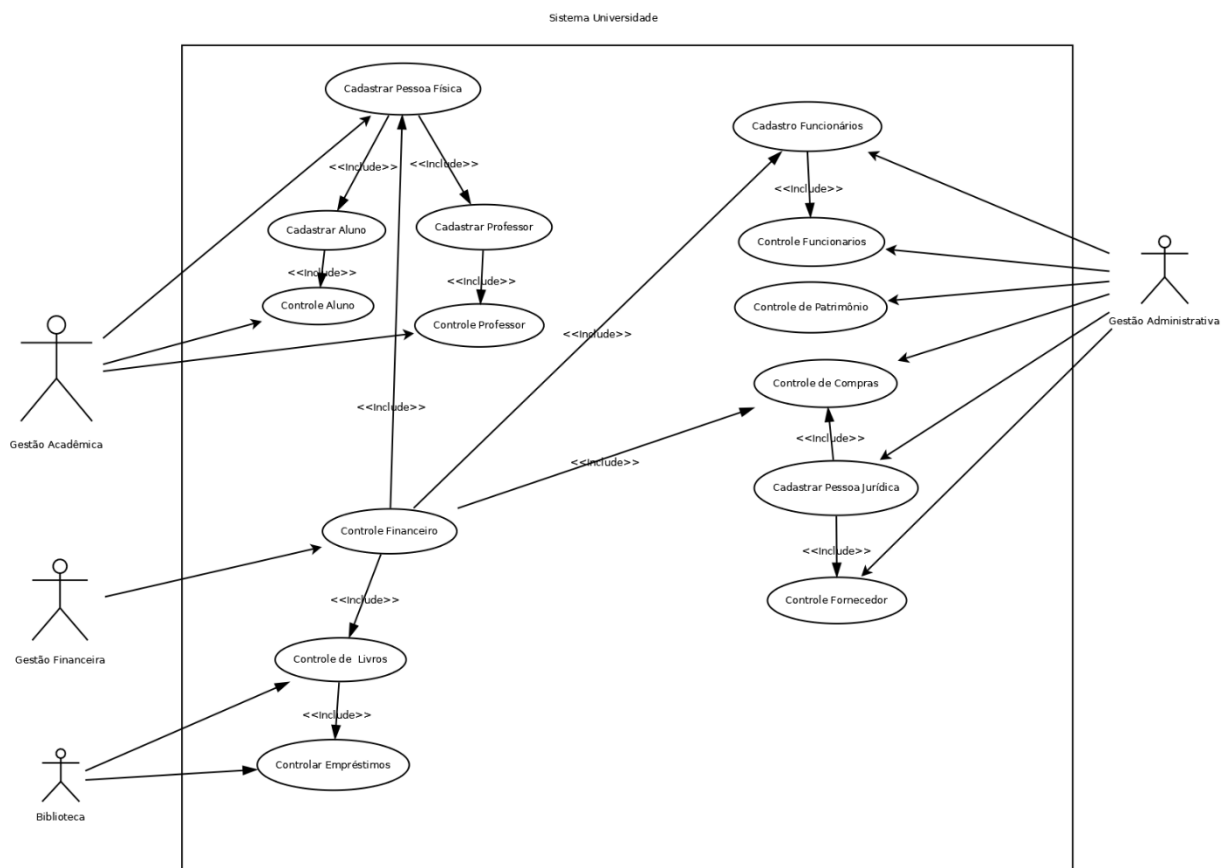 Sistema Universidade
Cadastrar Pessoa Física
Cadastro Funcionários
<<Include>>
<<Include>>
<<Include>>
Cadastrar Aluno
Cadastrar Professor
Controle Funcionarios
<<Include>>
<<Include>>
Controle Aluno
Controle de Patrimônio
Controle Professor
Gestão Administrativa
<<Include>>
Controle de Compras
<<Include>>
Gestão Acadêmica
<<Include>>
<<Include>>
Cadastrar Pessoa Jurídica
Controle Financeiro
<<Include>>
<<Include>>
Controle Fornecedor
Gestão Financeira
Controle de Livros
<<Include>>
Controlar Empréstimos
Biblioteca